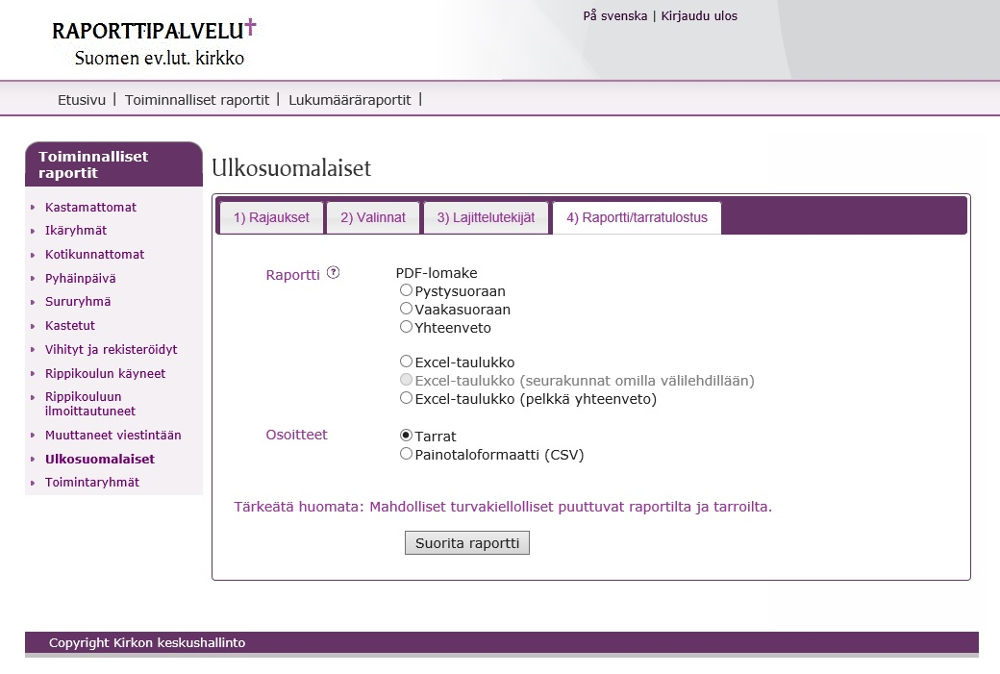 RAPORTTIPALVELU
Suomen ev.lut. kirkko
På svenska | Kirjaudu ulos
Etusivu | Toiminnalliset raportit | Lukumääräraportit |
Toiminnalliset
raportit
Kastamattomat
Ikäryhmät
Kotikunnattomat
Pyhäinpäivä
Sururyhmä
Kastetut
Vihityt ja rekisteröidyt
Rippikoulun käyneet
Rippikouluun
ilmoittautuneet
Muuttaneet viestintään
Ulkosuomalaiset
Toimintaryhmät
Ulkosuomalaiset
1) Rajaukset
2) Valinnat
3) Lajittelutekijät
4) Raportti/tarratulostus
Raportti ?
PDF-lomake
Pystysuoraan
Vaakasuoraan
Yhteenveto
Excel-taulukko
Excel-taulukko (seurakunnat omilla välilehdillään)
Excel-taulukko (pelkkä yhteenveto)
Osoitteet
Tarrat
Painotaloformaatti (CSV)
Tärkeätä huomata: Mahdolliset turvakiellolliset puuttuvat raportilta ja tarroilta.
Suorita raportti
Copyright Kirkon keskushallinto